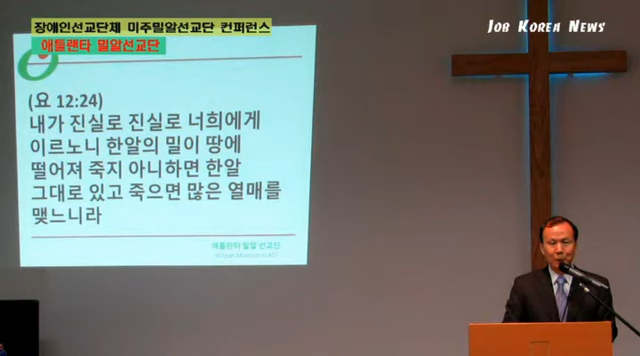 장애인선교단체 미주밀알선교단 컨퍼런스
애틀랜타 밀알선교단
JOB KOREA NEWS
(요 12:24)
내가 진실로 진실로 너희에게
이르노니 한알의 밀이 땅에
떨어져 죽지 아니하면 한알
그대로 있고 죽으면 많은 열매를
맺느니라
애틀란타 밀알 선교단